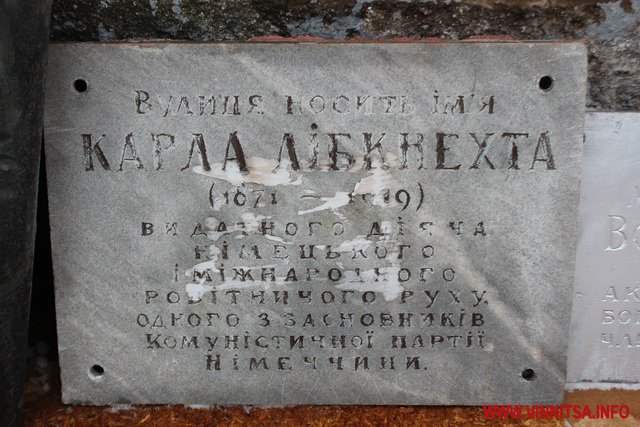 Вулиця носить ім'я
КАРЛА ЛІБКНЕХТА
(1871 – 1919)
ВИДАТНОГО ДІЯЧА
НІМЕЦЬКОГО
І МІЖНАРОДНОГО
РОБІТНИЧОГО РУХУ,
ОДНОГО З ЗАСНОВНИКІВ
КОМУНІСТИЧНОЇ ПАРТІЇ
НІМЕЧЧИНИ.
WWW.VINNITSA.INFO